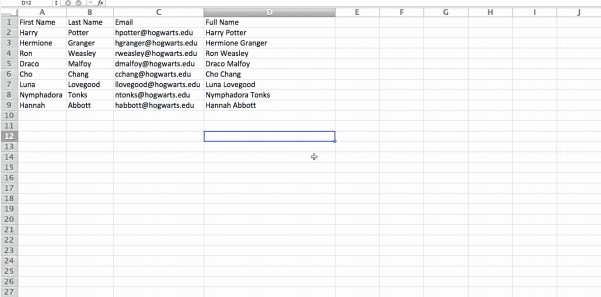 D12 fx
A B C D E F G H I J
1 First Name Last Name Email Full Name
2 Harry Potter hpotter@hogwarts.edu Harry Potter
3 Hermione Granger hgranger@hogwarts.edu Hermione Granger
4 Ron Weasley rweasley@hogwarts.edu Ron Weasley
5 Draco Malfoy dmalfoy@hogwarts.edu Draco Malfoy
6 Cho Chang cchang@hogwarts.edu Cho Chang
7 Luna Lovegood llovegood@hogwarts.edu Luna Lovegood
8 Nymphadora Tonks ntonks@hogwarts.edu Nymphadora Tonks
9 Hannah Abbott habbott@hogwarts.edu Hannah Abbott
10
11
12
13
14
15
16
17
18
19
20
21
22
23
24
25
26
27